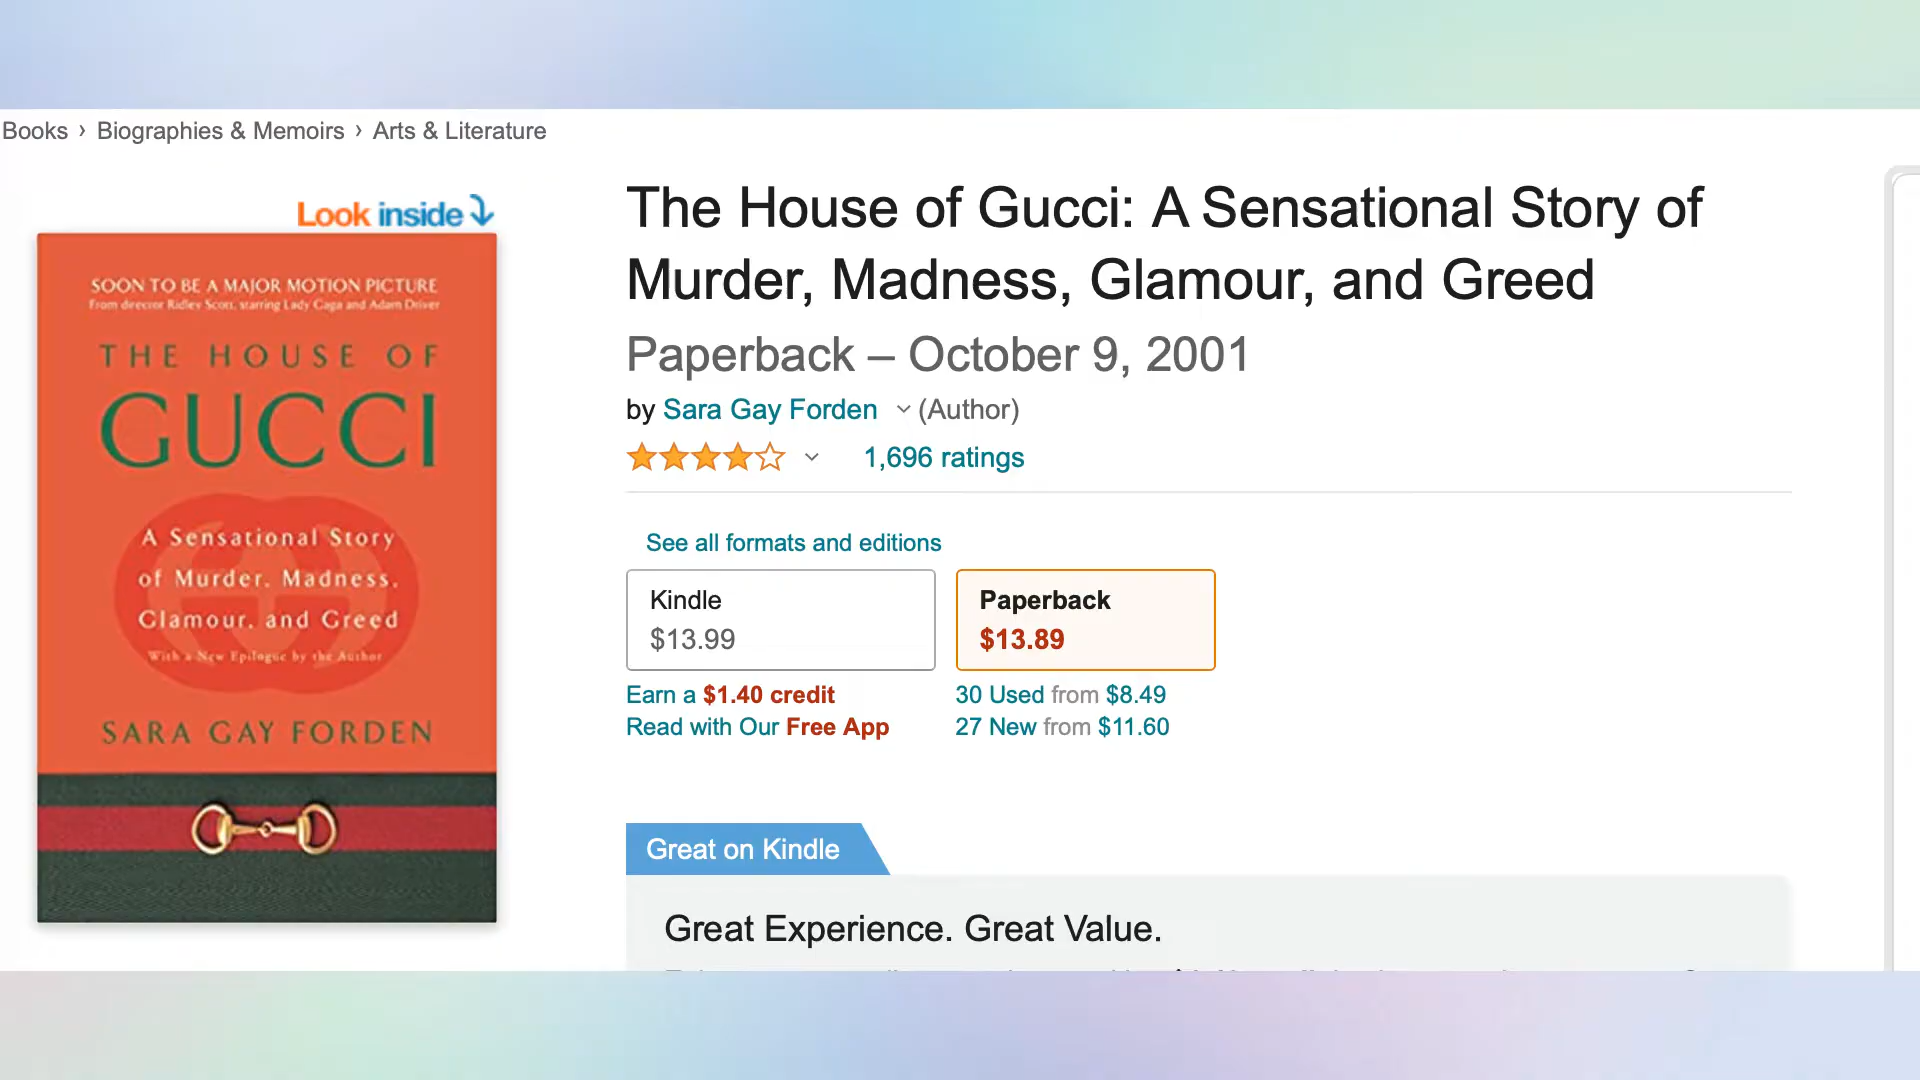 Books › Biographies & Memoirs › Arts & Literature
Look inside
SOON TO BE A MAJOR MOTION PICTURE
From director Ridley Scott, starring Lady Gaga and Adam Driver
THE HOUSE OF
GUCCI
A Sensational Story
of Murder, Madness,
Glamour, and Greed
With a New Epilogue by the Author
SARA GAY FORDEN
The House of Gucci: A Sensational Story of
Murder, Madness, Glamour, and Greed
Paperback – October 9, 2001
by Sara Gay Forden (Author)
1,696 ratings
See all formats and editions
Kindle
$13.99
Paperback
$13.89
Earn a $1.40 credit
Read with Our Free App
30 Used from $8.49
27 New from $11.60
Great on Kindle
Great Experience. Great Value.